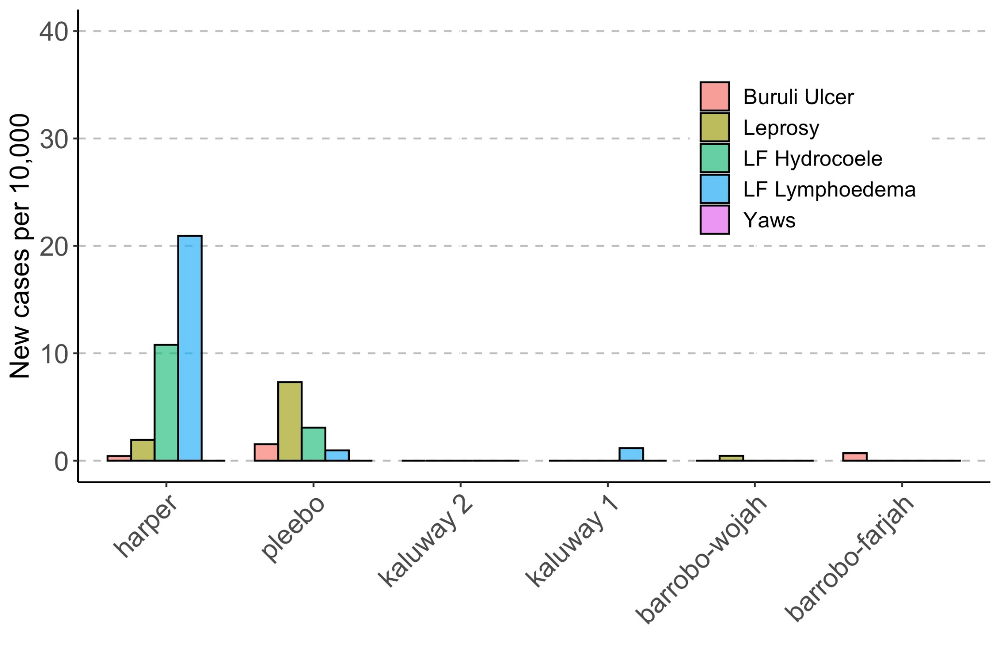 New cases per 10,000
40
30
20
10
0
Buruli Ulcer
Leprosy
LF Hydrocoele
LF Lymphoedema
Yaws
harper
pleebo
kaluway 2
kaluway 1
barrobo-wojah
barrobo-farjah